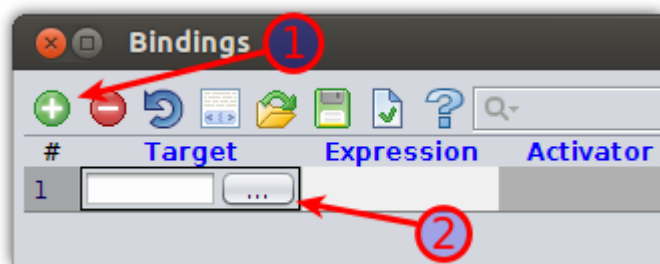 Bindings 1
# Target Expression Activator
1 ...
2